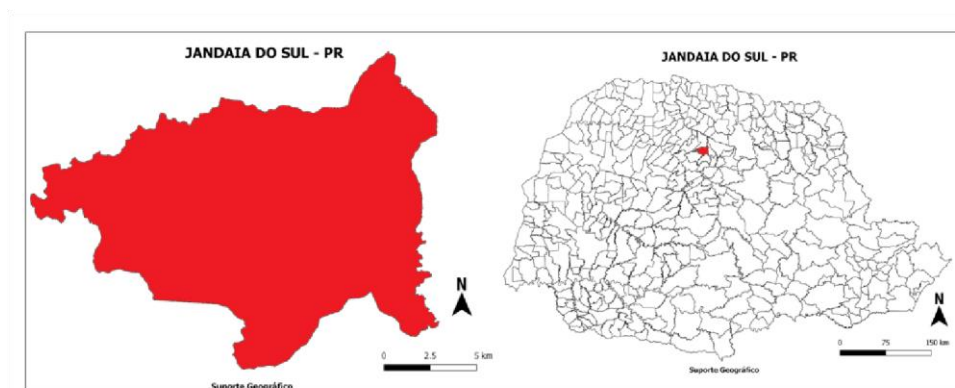 JANDAIA DO SUL - PR
N
0 2.5 5 km
Suporte Geográfico
JANDAIA DO SUL - PR
N
0 75 150 km
Suporte Geográfico